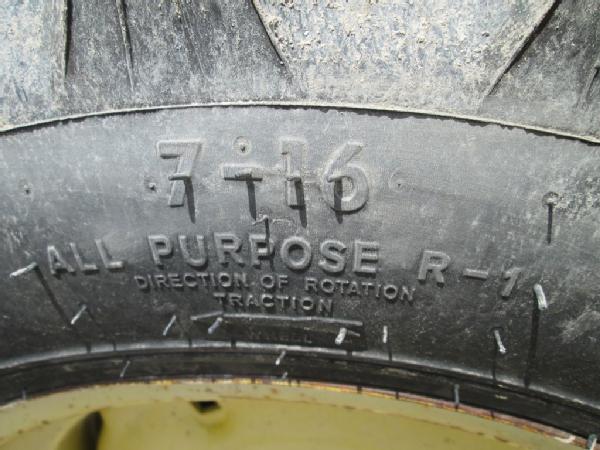 7-16
ALL PURPOSE R-1
DIRECTION OF ROTATION
TRACTION